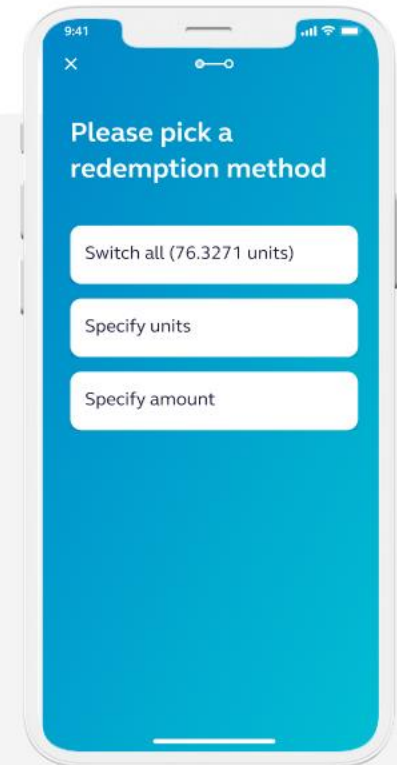 9:41
Please pick a
redemption method
Switch all (76.3271 units)
Specify units
Specify amount